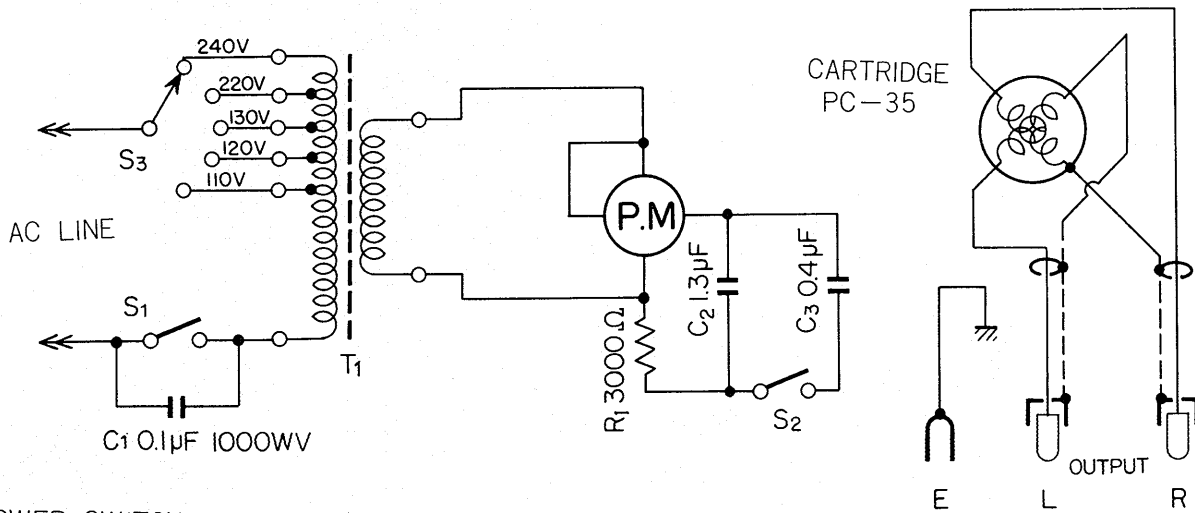 240V
220V
130V
120V
110V
S3
AC LINE
S1
C1 0.1μF 1000WV
T1
P.M
R1 3000Ω
C2 1.3μF
C3 0.4μF
S2
CARTRIDGE
PC-35
OUTPUT
E L R